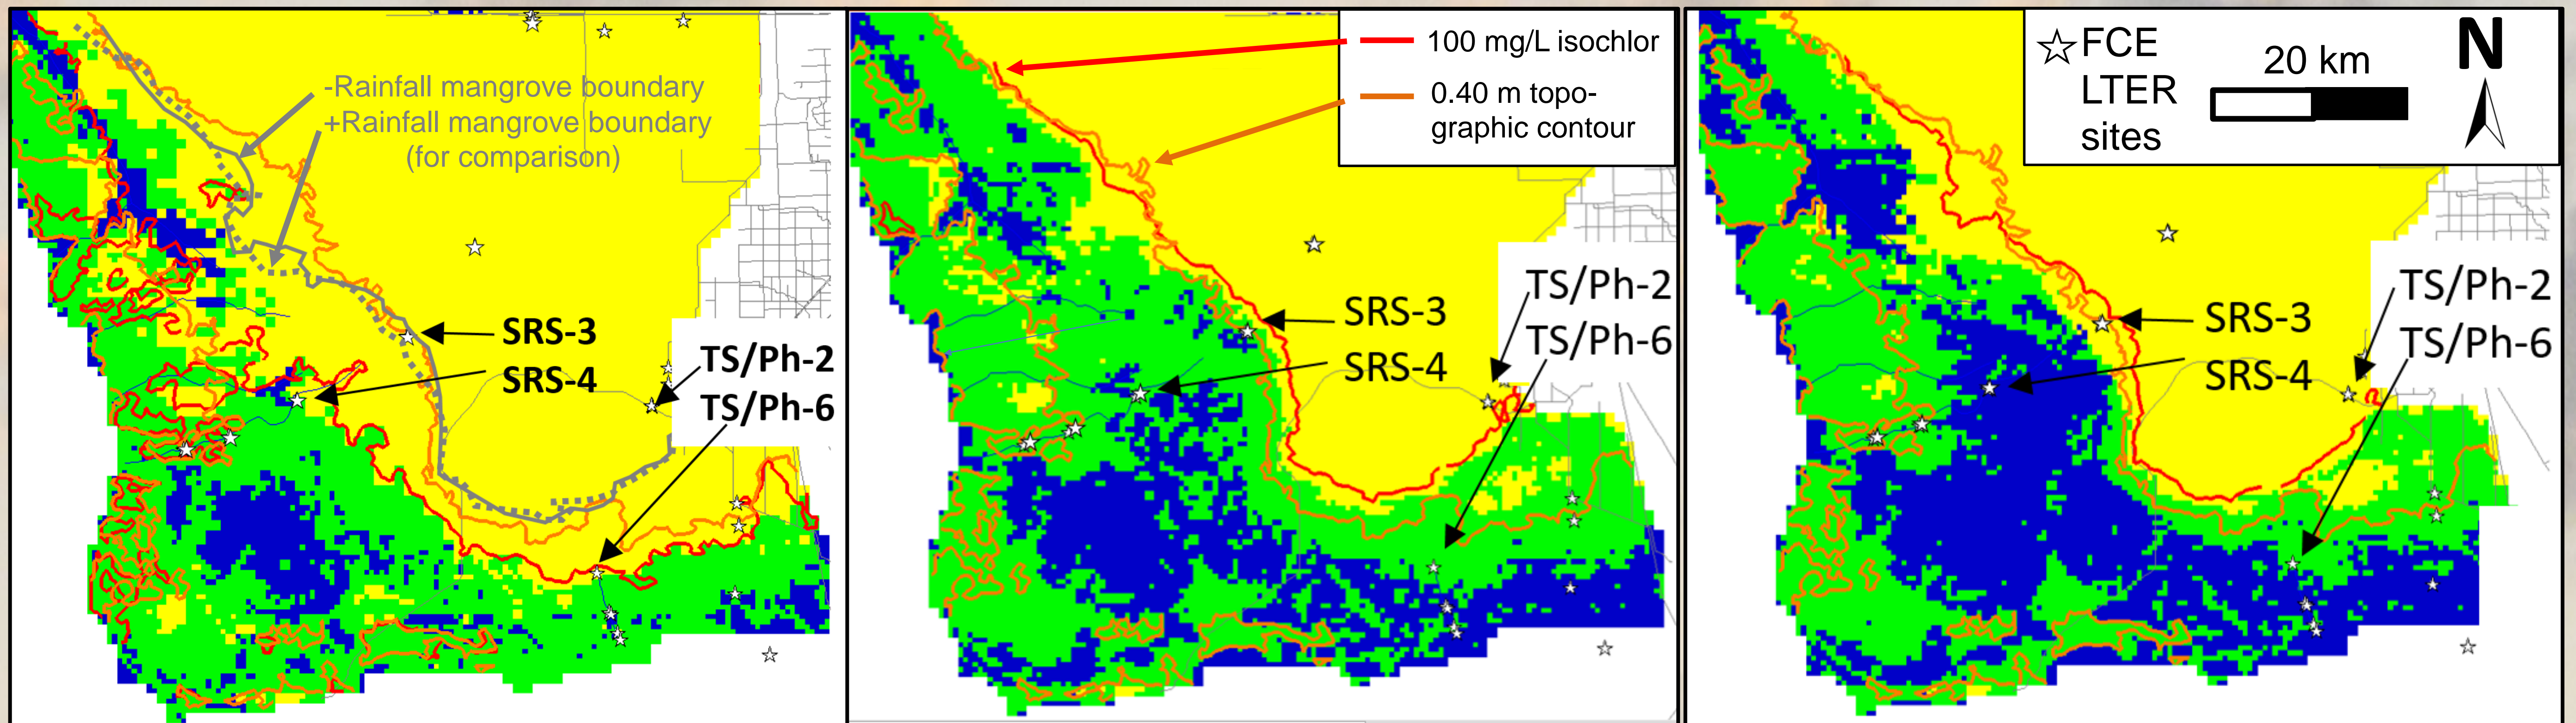 -Rainfall mangrove boundary
+Rainfall mangrove boundary
(for comparison)
SRS-3
SRS-4
TS/Ph-2
TS/Ph-6
100 mg/L isochlor
0.40 m topo-
graphic contour
SRS-3
SRS-4
TS/Ph-2
TS/Ph-6
FCE
LTER
sites
20 km
N
SRS-3
SRS-4
TS/Ph-2
TS/Ph-6